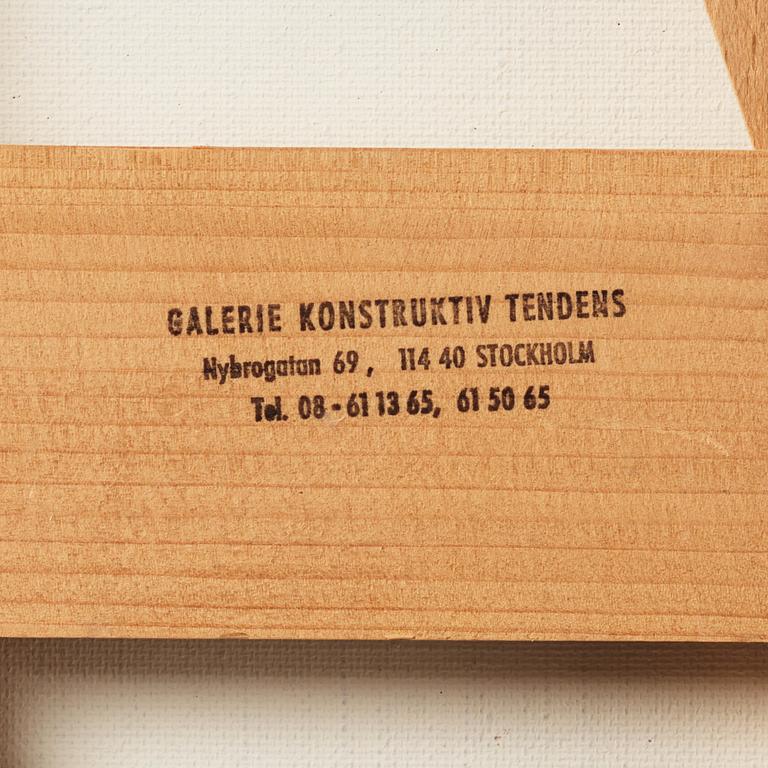 GALERIE KONSTRUKTIV TENDENS
Nybrogatan 69, 114 40 STOCKHOLM
Tel. 08-61 13 65, 61 50 65